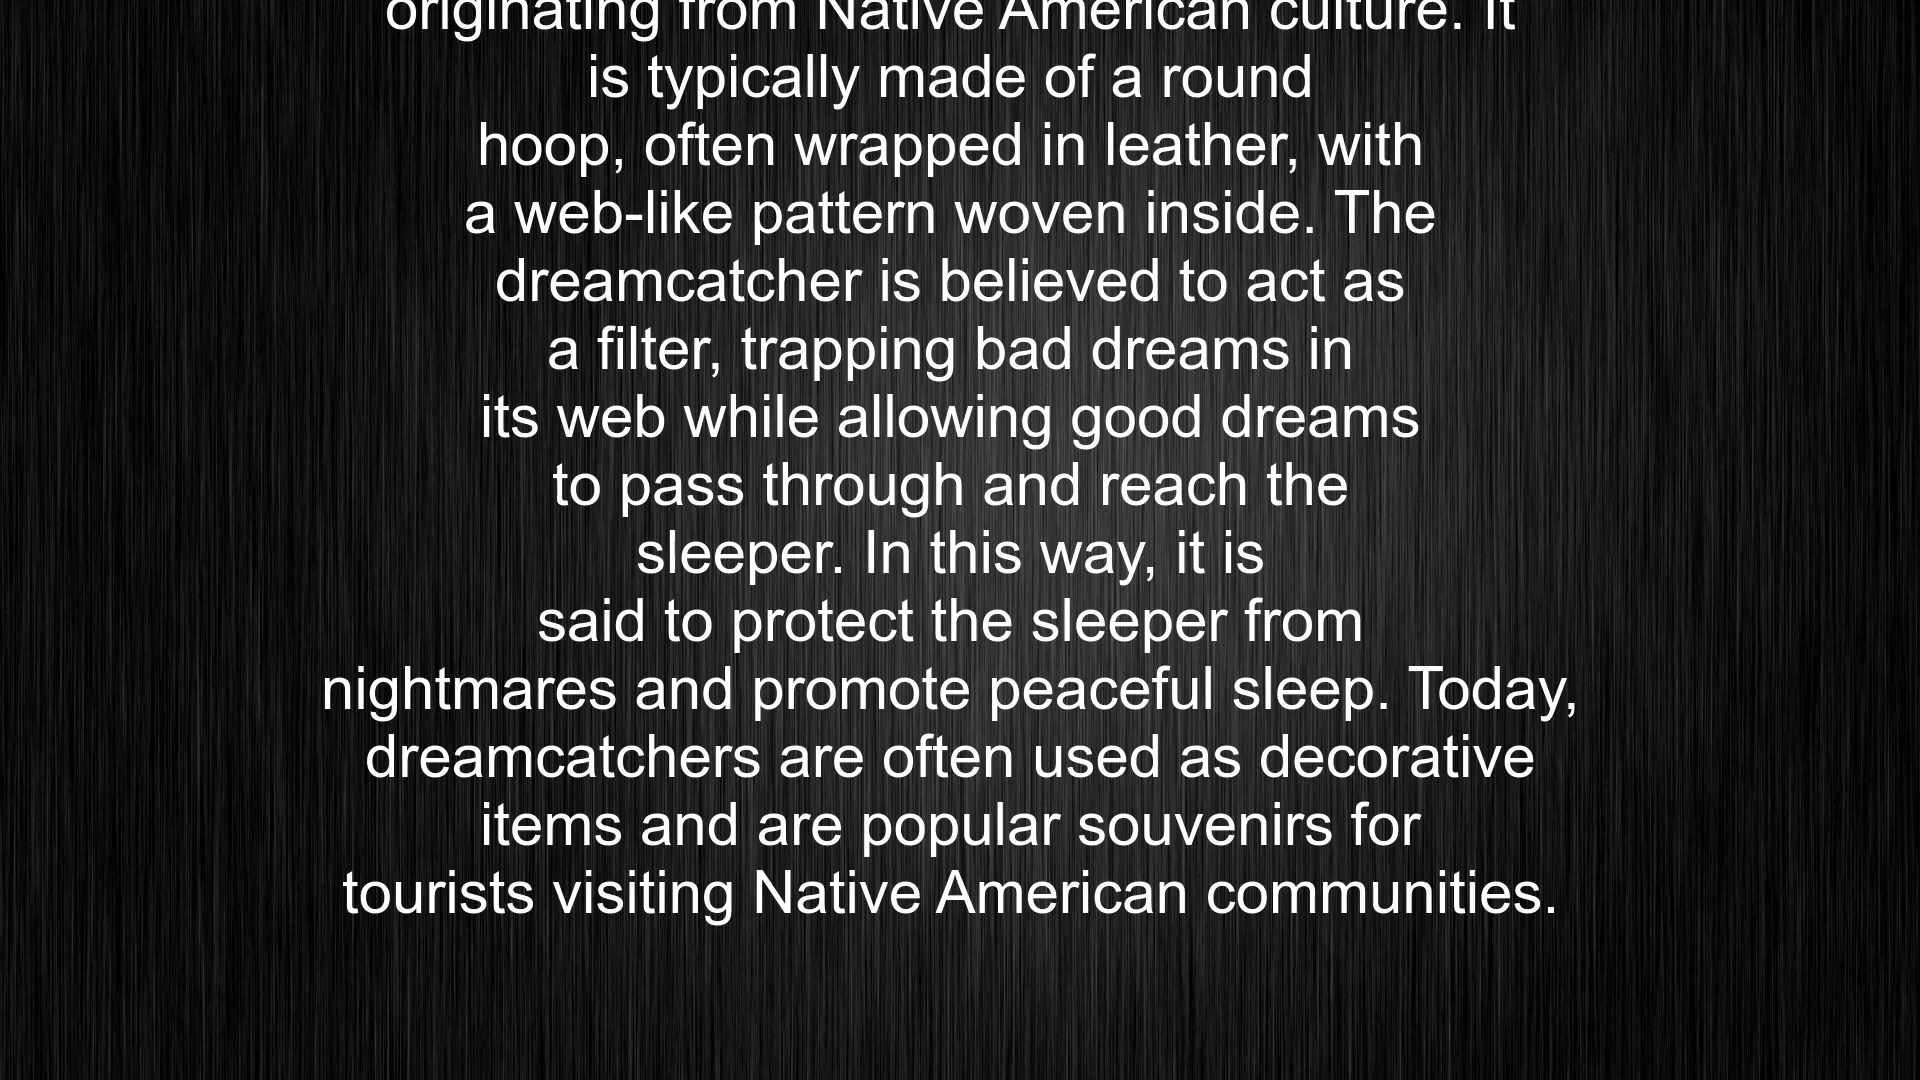 originating from Native American culture. It
is typically made of a round
hoop, often wrapped in leather, with
a web-like pattern woven inside. The
dreamcatcher is believed to act as
a filter, trapping bad dreams in
its web while allowing good dreams
to pass through and reach the
sleeper. In this way, it is
said to protect the sleeper from
nightmares and promote peaceful sleep. Today,
dreamcatchers are often used as decorative
items and are popular souvenirs for
tourists visiting Native American communities.